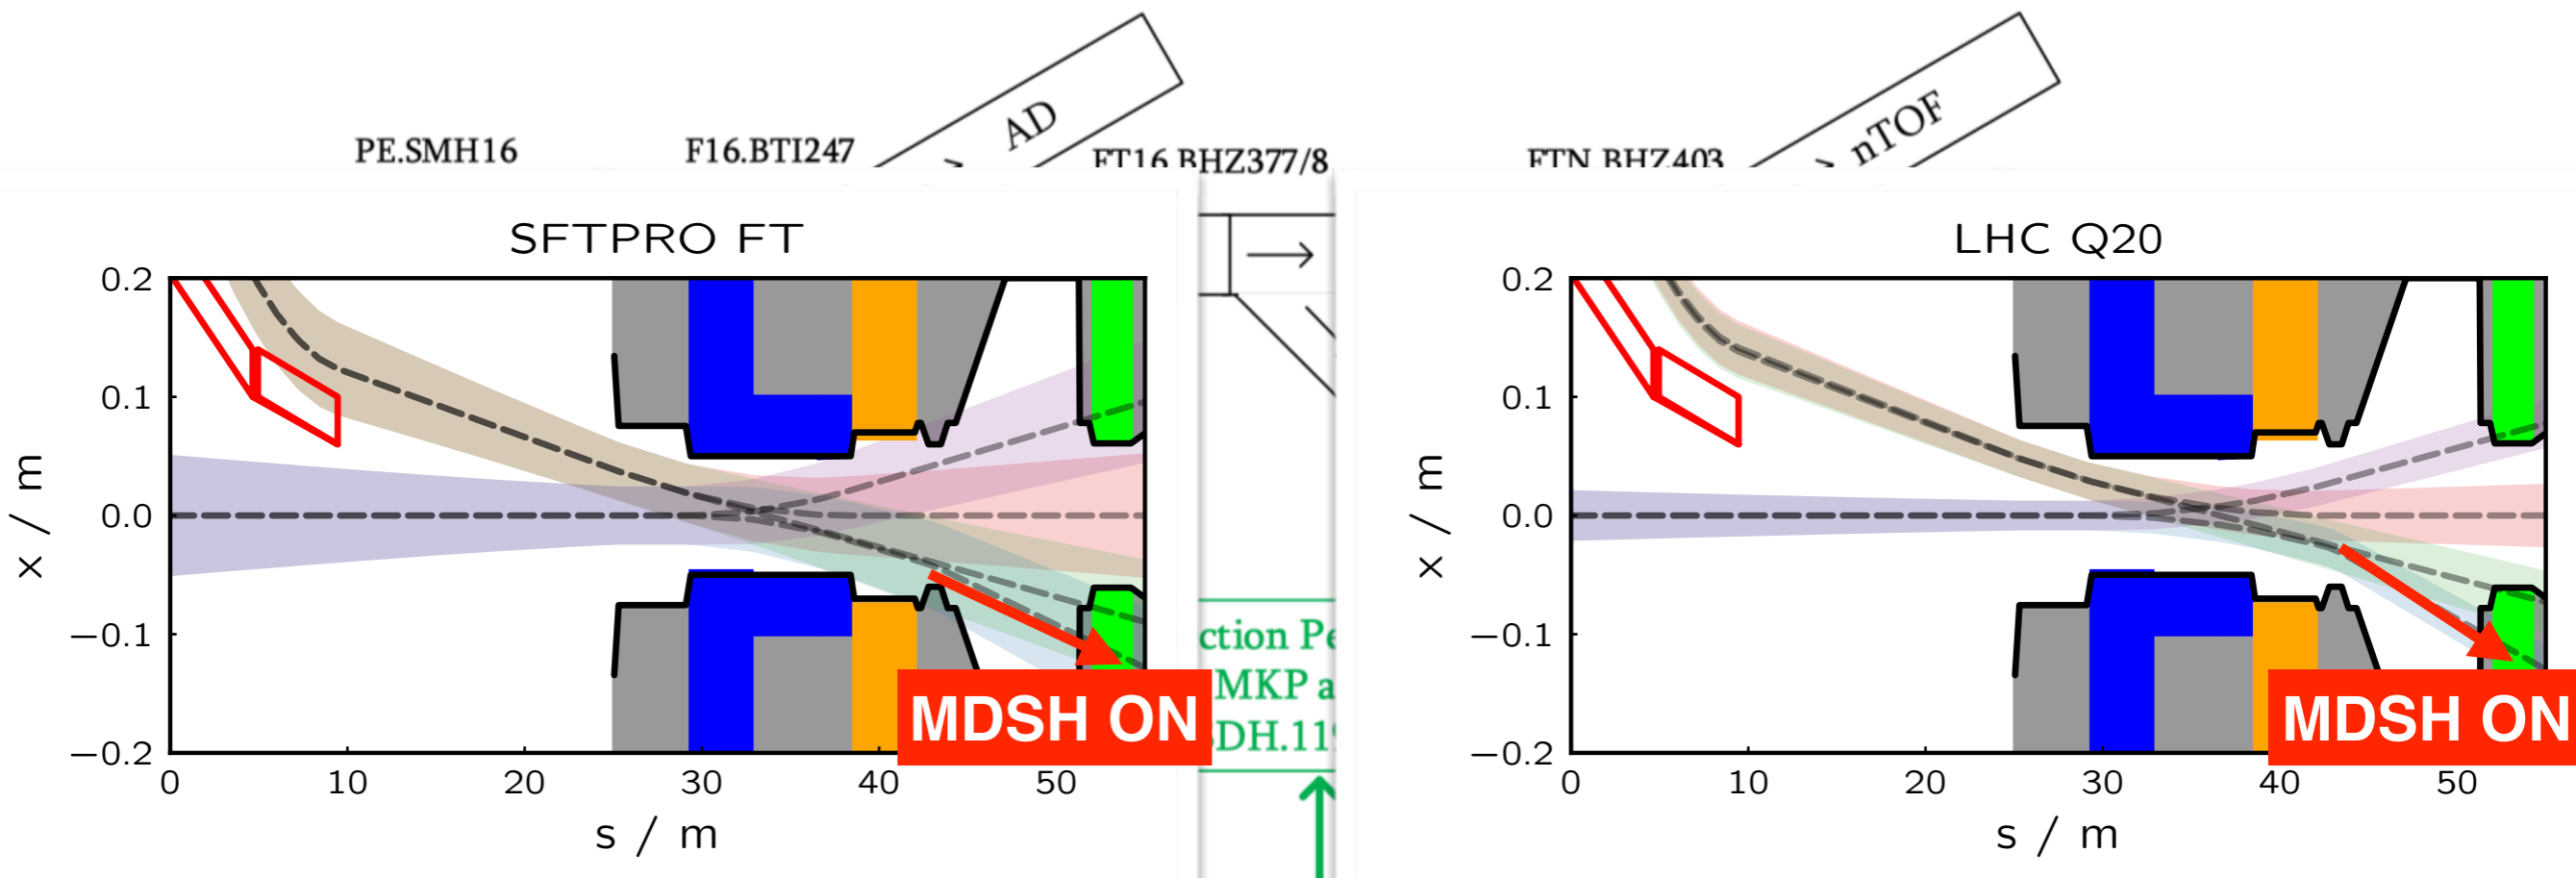 AD
nTOF
PE.SMH16
F16.BTI247
FT16.BHZ377/8
FTN.BHZ403
SFTPRO FT
0.2
0.1
0.0
−0.1
−0.2
x / m
0
10
20
30
40
50
s / m
MDSH ON
ction
MKP
DH.11
LHC Q20
0.2
0.1
0.0
−0.1
−0.2
x / m
0
10
20
30
40
50
s / m
MDSH ON